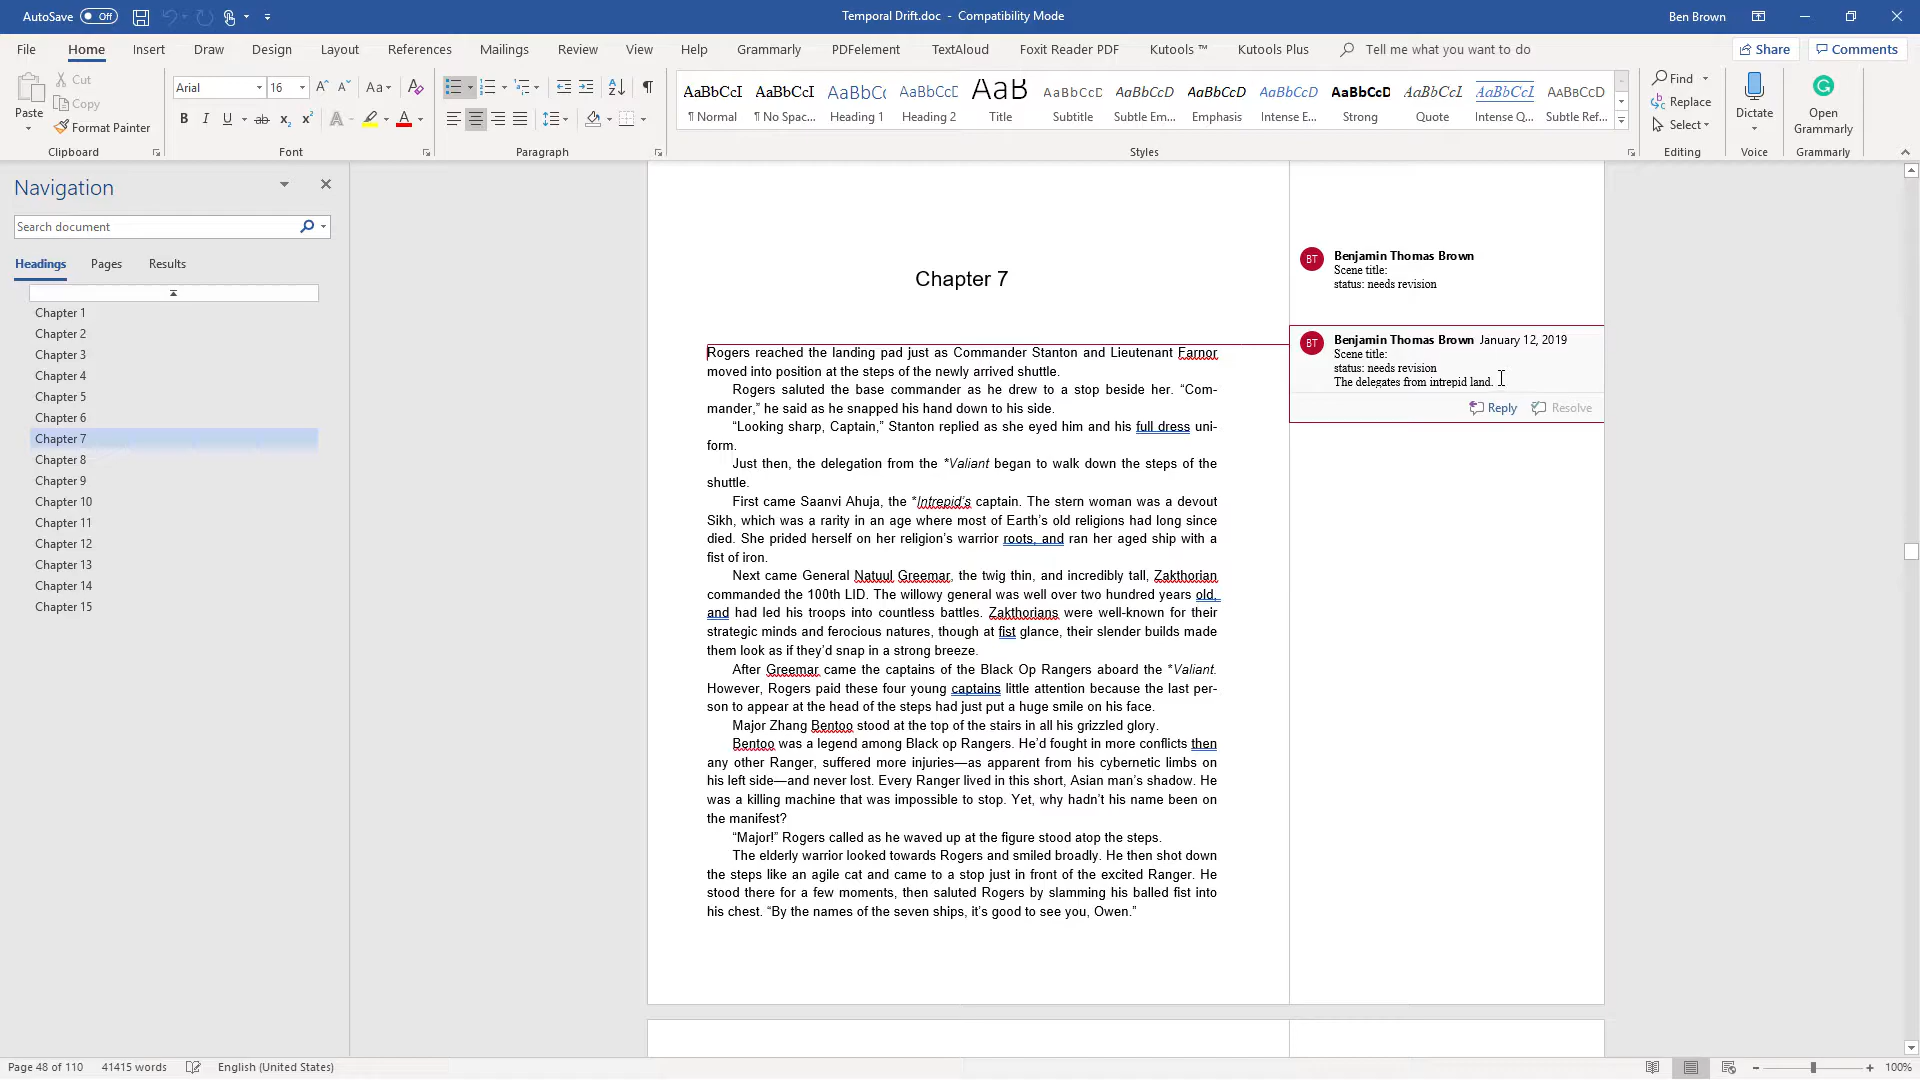 AutoSave Off
Temporal Drift.doc - Compatibility Mode
Ben Brown
File Home Insert Draw Design Layout References Mailings Review View Help Grammarly PDFelement TextAloud Foxit Reader PDF Kutools ™ Kutools Plus Tell me what you want to do Share Comments
Paste
Cut
Copy
Format Painter
Clipboard
Arial 16
Font
Paragraph
AaBbCcI AaBbCcI AaBbCc AaBbCcC AaB AaBbCcD AaBbCcD AaBbCcD AaBbCcD AaBbCcD AaBbCcI AaBbCcI AaBbCcD
¶ Normal ¶ No Spac... Heading 1 Heading 2 Title Subtitle Subtle Em... Emphasis Intense E... Strong Quote Intense Q... Subtle Ref...
Styles
Find
Replace
Select
Editing
Dictate
Voice
Open
Grammarly
Grammarly
Navigation
Search document
Headings Pages Results
Chapter 1
Chapter 2
Chapter 3
Chapter 4
Chapter 5
Chapter 6
Chapter 7
Chapter 8
Chapter 9
Chapter 10
Chapter 11
Chapter 12
Chapter 13
Chapter 14
Chapter 15
Chapter 7
Rogers reached the landing pad just as Commander Stanton and Lieutenant Farnor
moved into position at the steps of the newly arrived shuttle.
Rogers saluted the base commander as he drew to a stop beside her. “Com-
mander,” he said as he snapped his hand down to his side.
“Looking sharp, Captain,” Stanton replied as she eyed him and his full dress uni-
form.
Just then, the delegation from the *Valiant began to walk down the steps of the
shuttle.
First came Saanvi Ahuja, the *Intrepid’s captain. The stern woman was a devout
Sikh, which was a rarity in an age where most of Earth’s old religions had long since
died. She prided herself on her religion’s warrior roots, and ran her aged ship with a
fist of iron.
Next came General Natuul Greemar, the twig thin, and incredibly tall, Zakthorian
commanded the 100th LID. The willowy general was well over two hundred years old,
and had led his troops into countless battles. Zakthorians were well-known for their
strategic minds and ferocious natures, though at fist glance, their slender builds made
them look as if they’d snap in a strong breeze.
After Greemar came the captains of the Black Op Rangers aboard the *Valiant.
However, Rogers paid these four young captains little attention because the last per-
son to appear at the head of the steps had just put a huge smile on his face.
Major Zhang Bentoo stood at the top of the stairs in all his grizzled glory.
Bentoo was a legend among Black op Rangers. He’d fought in more conflicts then
any other Ranger, suffered more injuries—as apparent from his cybernetic limbs on
his left side—and never lost. Every Ranger lived in this short, Asian man’s shadow. He
was a killing machine that was impossible to stop. Yet, why hadn’t his name been on
the manifest?
“Major!” Rogers called as he waved up at the figure stood atop the steps.
The elderly warrior looked towards Rogers and smiled broadly. He then shot down
the steps like an agile cat and came to a stop just in front of the excited Ranger. He
stood there for a few moments, then saluted Rogers by slamming his balled fist into
his chest. “By the names of the seven ships, it’s good to see you, Owen.”
BT Benjamin Thomas Brown
Scene title:
status: needs revision
BT Benjamin Thomas Brown January 12, 2019
Scene title:
status: needs revision
The delegates from intrepid land.
Reply Resolve
Page 48 of 110 41415 words English (United States) 100%